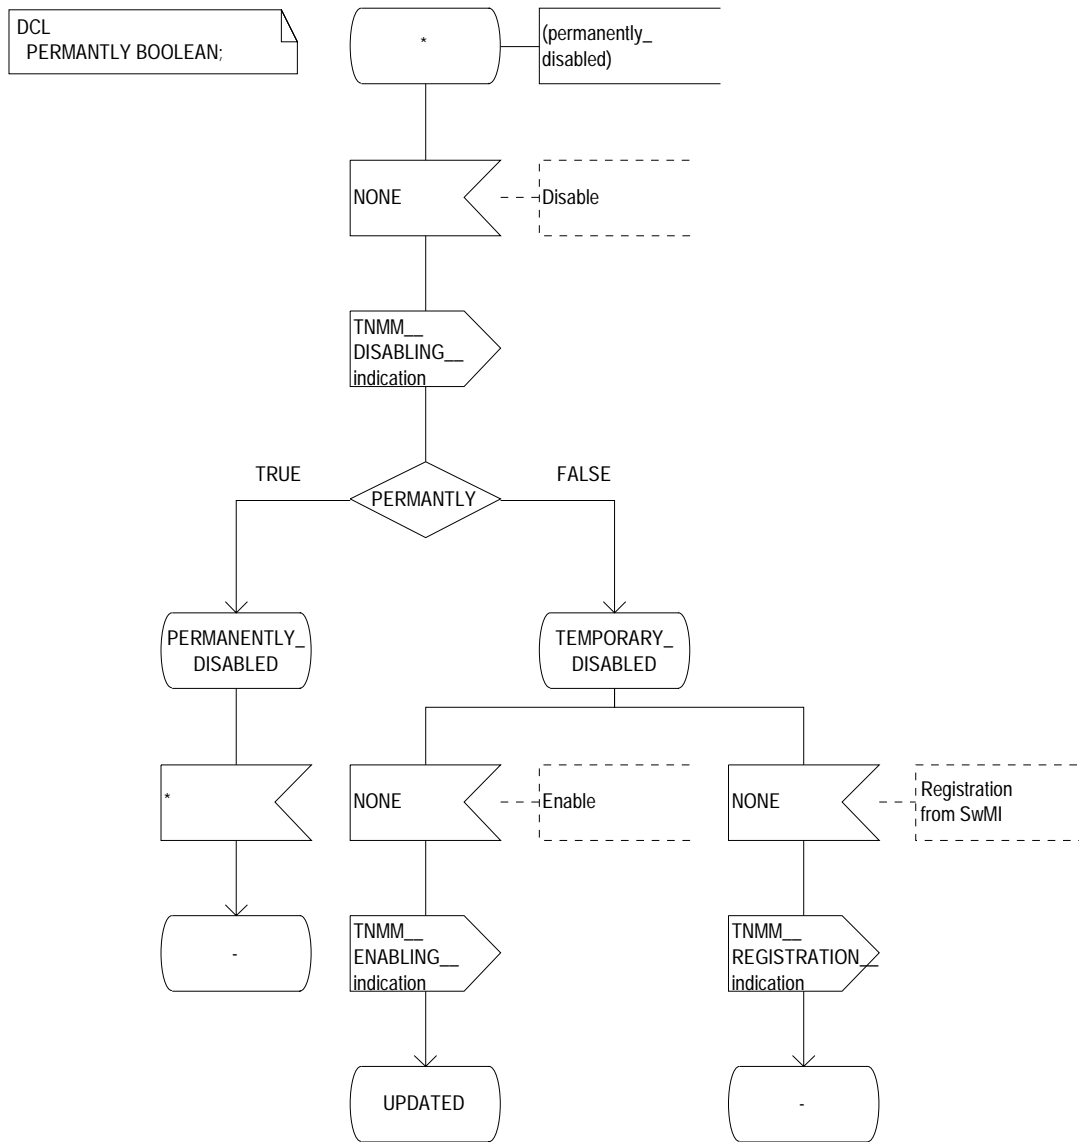 DCL
PERMANTLY BOOLEAN;
*
(permanently_
disabled)
NONE
Disable
TNMM__
DISABLING__
indication
TRUE
FALSE
PERMANTLY
PERMANENTLY_
DISABLED
TEMPORARY_
DISABLED
*
NONE
Enable
NONE
Registration
from SwMI
-
TNMM__
ENABLING__
indication
TNMM__
REGISTRATION__
indication
UPDATED
-